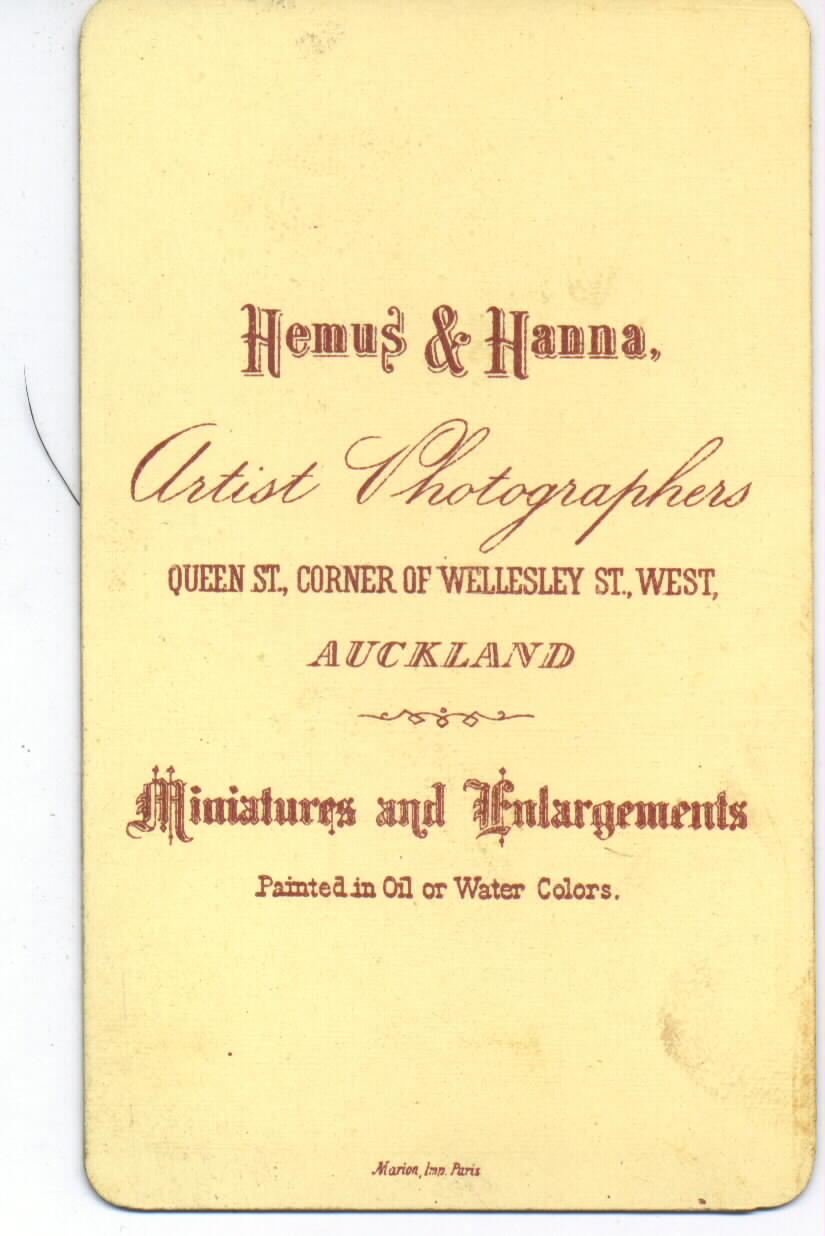 Hemus & Hanna,
Artist Photographers
QUEEN ST., CORNER OF WELLESLEY ST., WEST,
AUCKLAND
Miniatures and Enlargements
Painted in Oil or Water Colors.
Marion, Imp. Paris